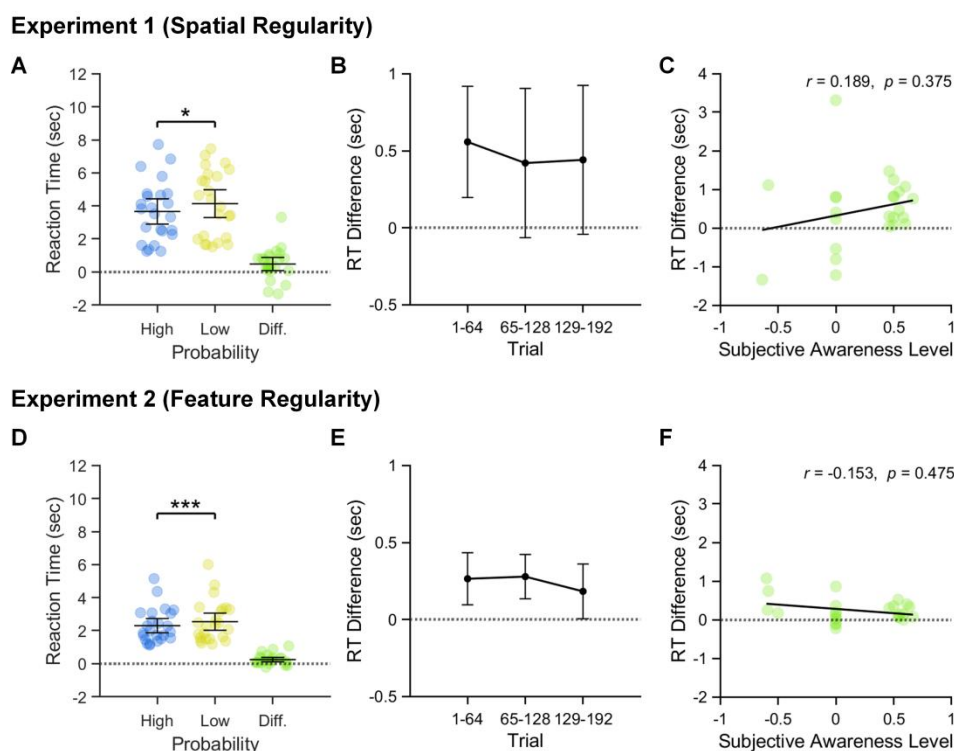 Experiment 1 (Spatial Regularity)
A
Reaction Time (sec)
12
10
8
6
4
2
0
-2
*
High
Low
Diff.
Probability
B
RT Difference (sec)
1
0.5
0
-0.5
1-64
65-128
129-192
Trial
C
RT Difference (sec)
4
3
2
1
0
-1
-2
r = 0.189, p = 0.375
-1
-0.5
0
0.5
1
Subjective Awareness Level
Experiment 2 (Feature Regularity)
D
Reaction Time (sec)
12
10
8
6
4
2
0
-2
***
High
Low
Diff.
Probability
E
RT Difference (sec)
1
0.5
0
-0.5
1-64
65-128
129-192
Trial
F
RT Difference (sec)
4
3
2
1
0
-1
-2
r = -0.153, p = 0.475
-1
-0.5
0
0.5
1
Subjective Awareness Level